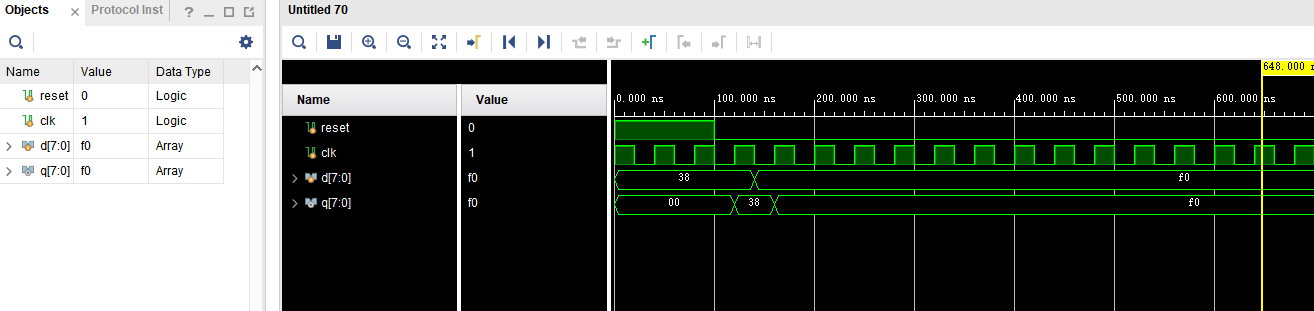 Objects
Protocol Inst
?
Untitled 70
Name Value Data Type
reset 0 Logic
clk 1 Logic
d[7:0] f0 Array
q[7:0] f0 Array
Name Value
648.000 n
0.000 ns 100.000 ns 200.000 ns 300.000 ns 400.000 ns 500.000 ns 600.000 ns
reset 0
clk 1
d[7:0] f0 38 f0
q[7:0] f0 00 38 f0